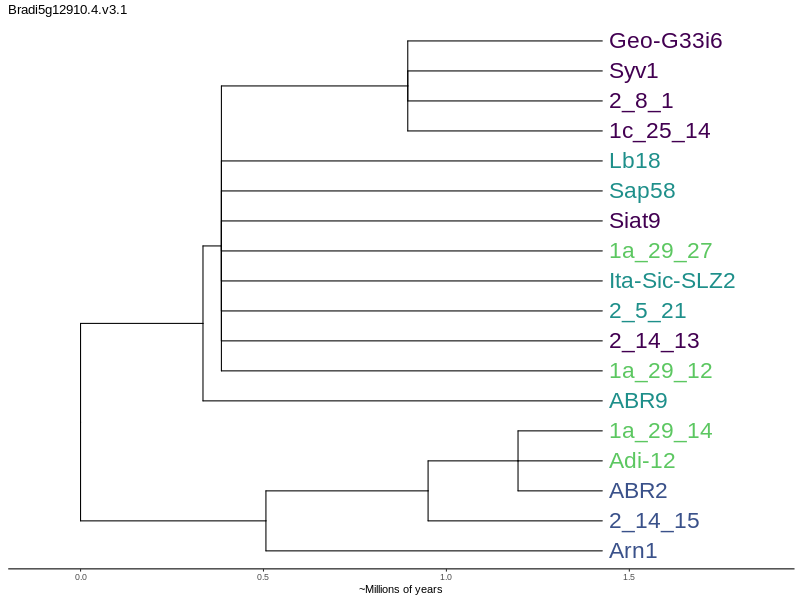 Bradi5g12910.4.v3.1
Geo-G33i6
Syv1
2_8_1
1c_25_14
Lb18
Sap58
Siat9
1a_29_27
Ita-Sic-SLZ2
2_5_21
2_14_13
1a_29_12
ABR9
1a_29_14
Adi-12
ABR2
2_14_15
Arn1
0.0 0.5 1.0 1.5
~Millions of years